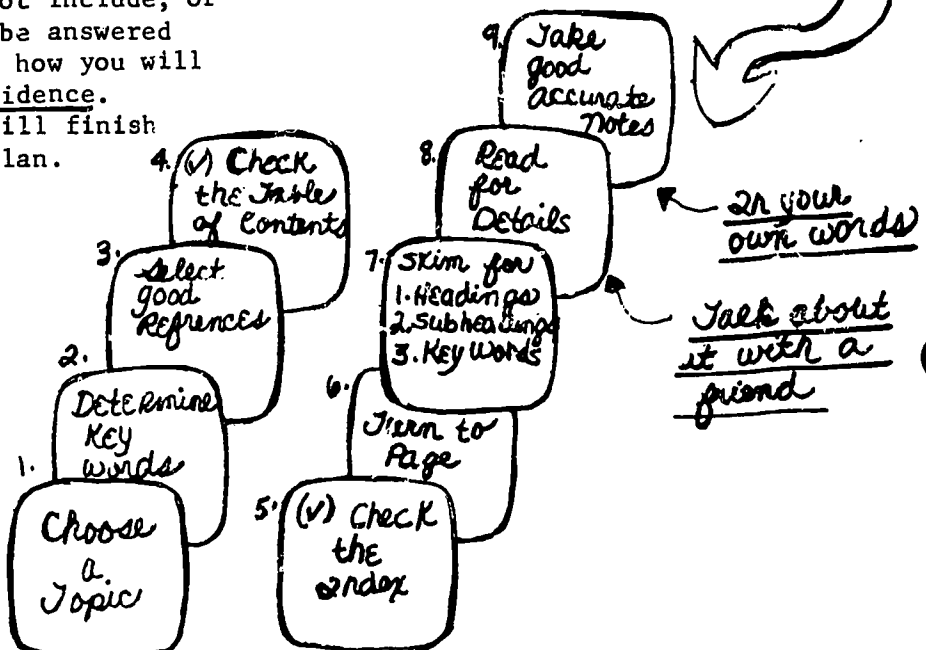 ot include, or
be answered
how you will
idence.
ill finish
lan.
1.
Choose
a
Topic
2.
Determine
Key
words
3.
Select
good
Refrences
4. (✓) Check
the Table
of Contents
5. (✓) Check
the
Index
6.
Turn to
Page
7. Skim for
1. Headings
2. Subheadings
3. Key Words
8. Read
for
Details
9. Take
good
accurate
notes
In your
own words
Talk about
it with a
friend